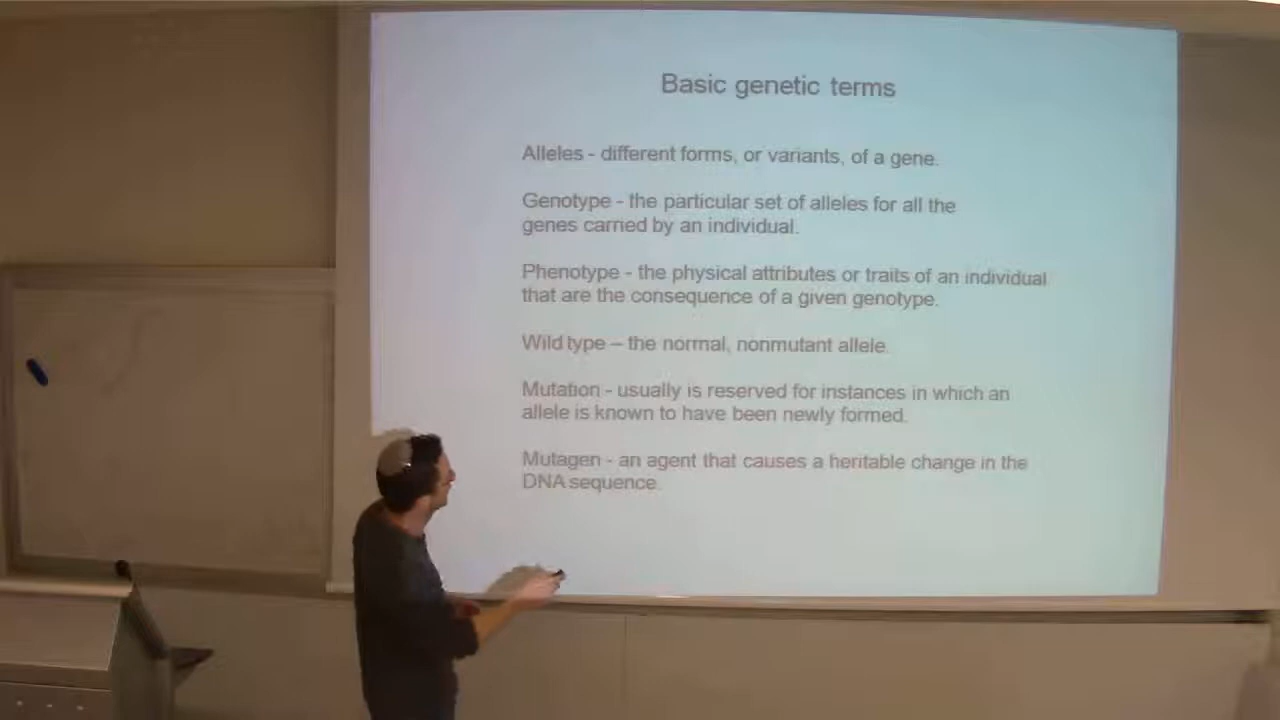 Basic genetic terms
Alleles - different forms, or variants, of a gene.
Genotype - the particular set of alleles for all the
genes carried by an individual.
Phenotype - the physical attributes or traits of an individual
that are the consequence of a given genotype.
Wild type – the normal, nonmutant allele.
Mutation - usually is reserved for instances in which an
allele is known to have been newly formed.
Mutagen - an agent that causes a heritable change in the
DNA sequence.